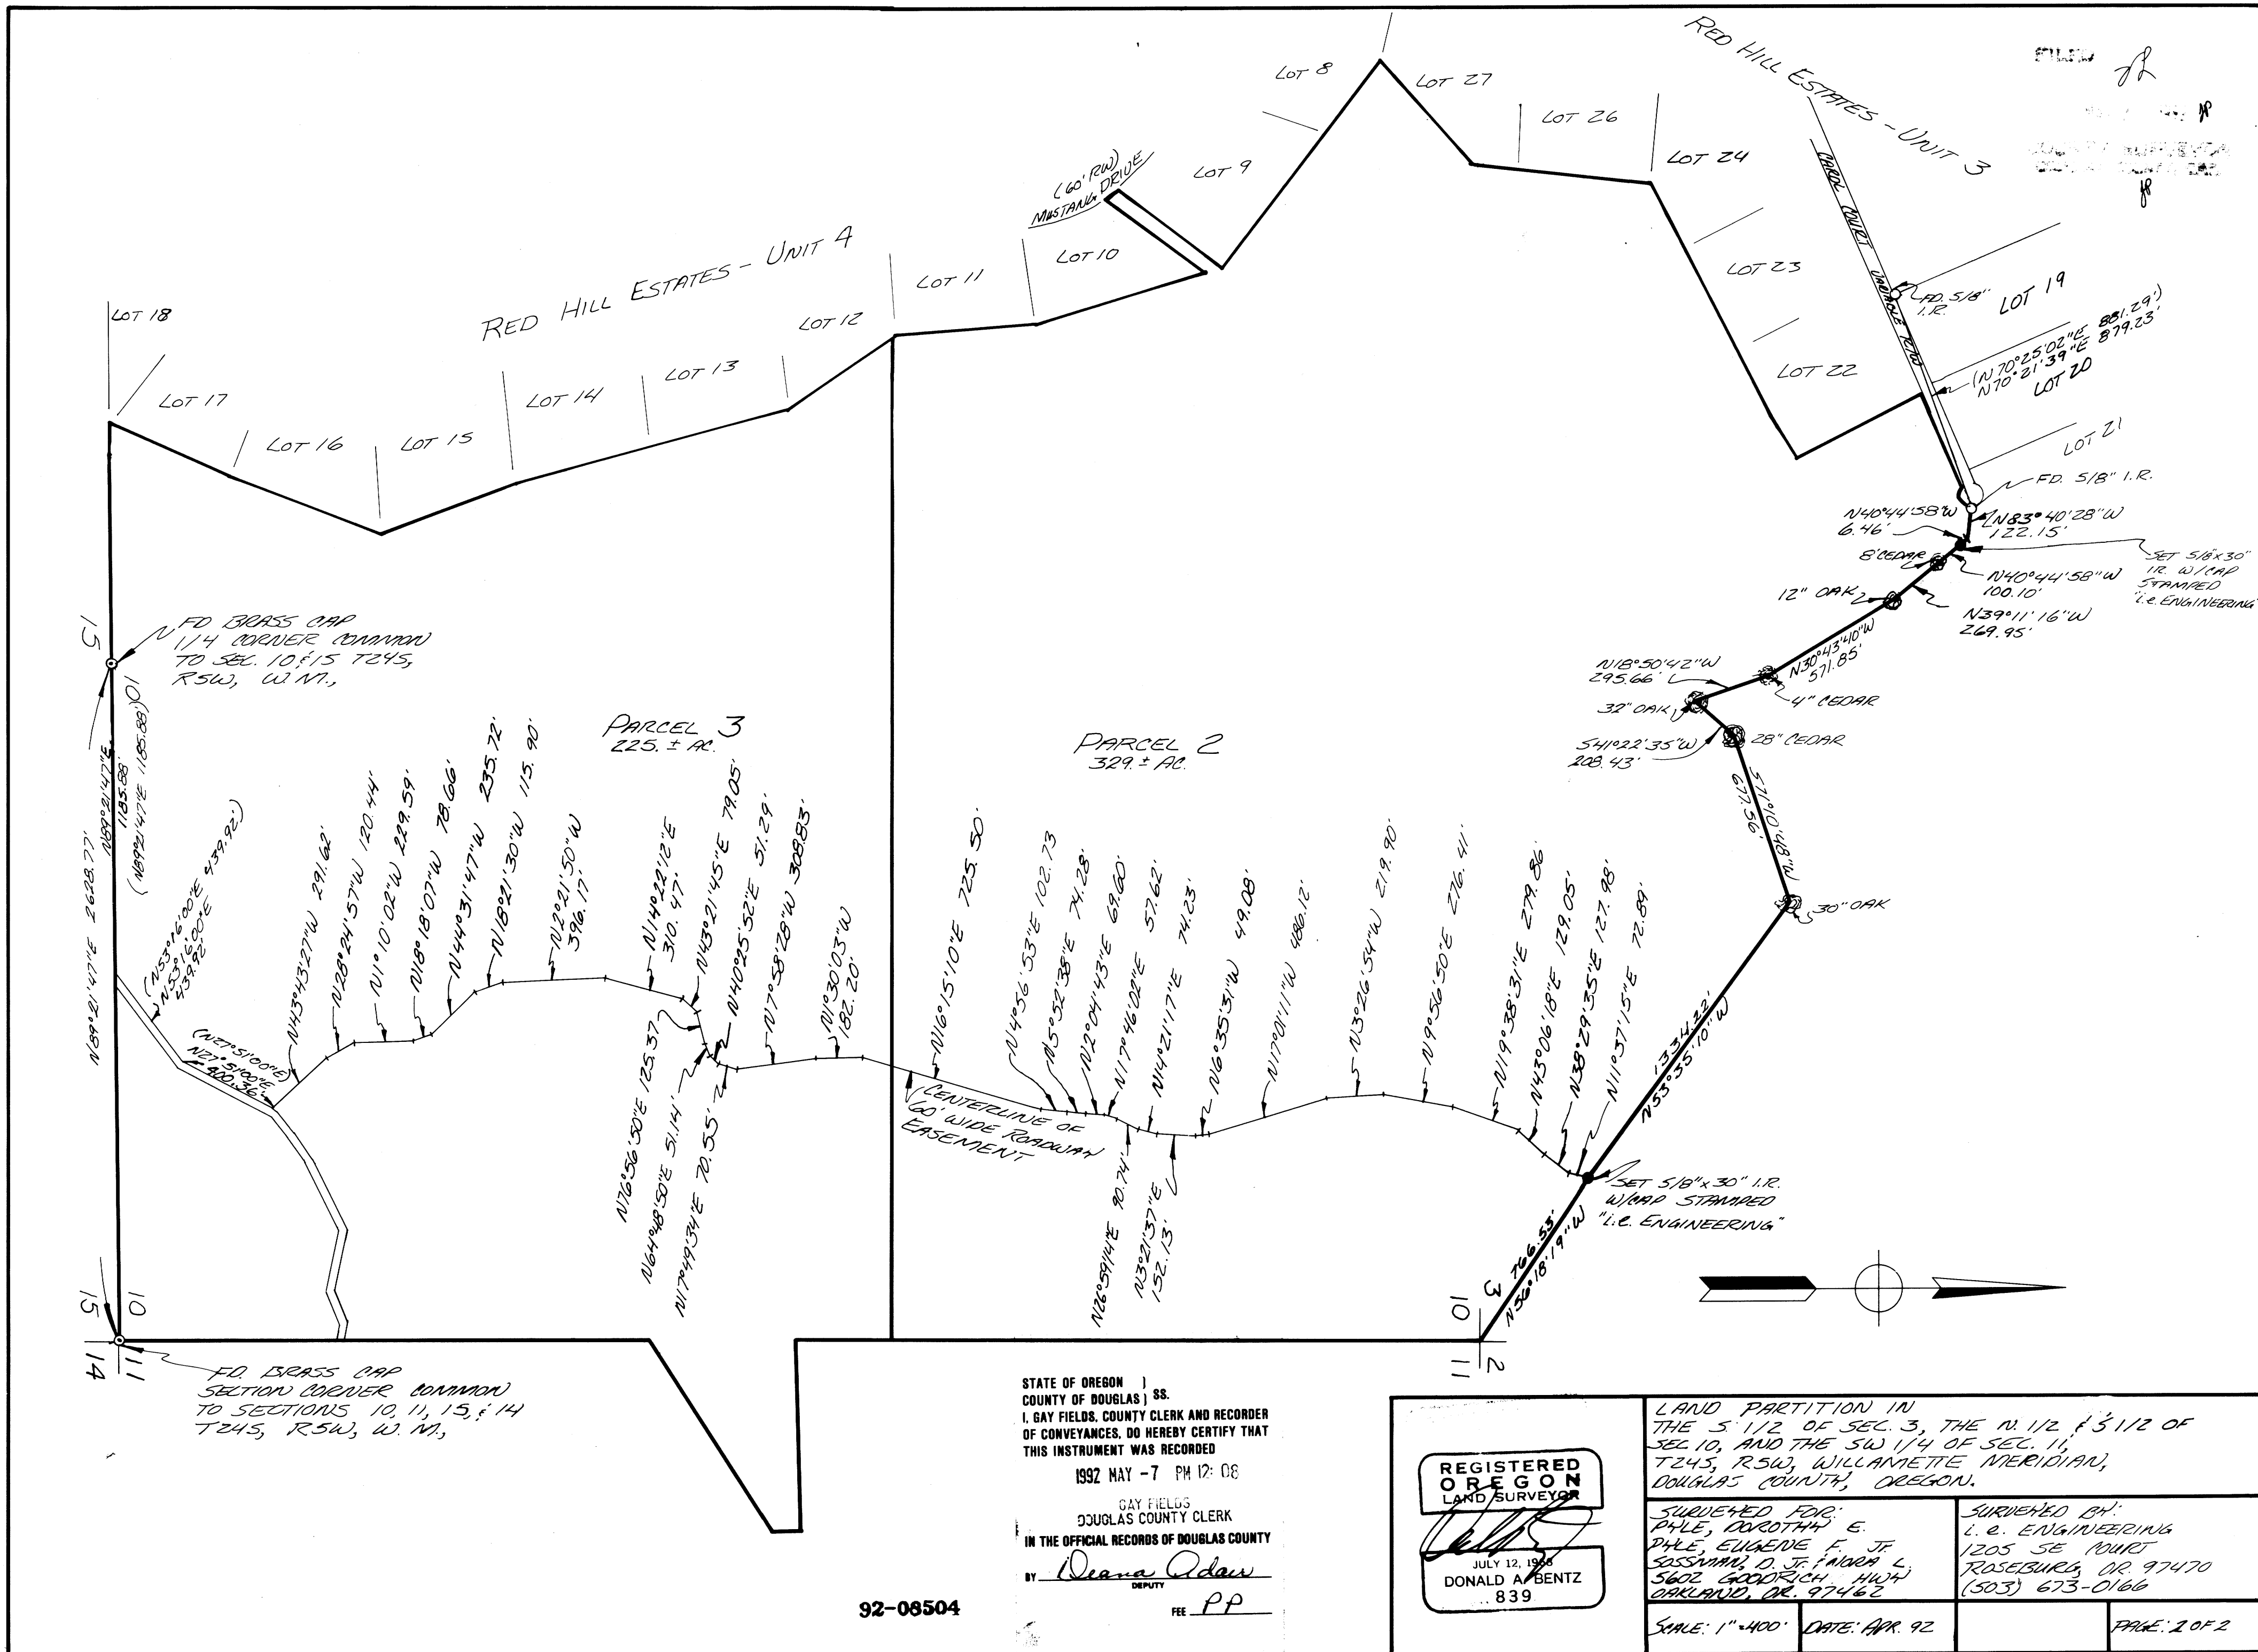 RED HILL ESTATES - UNIT 3
FILED
LOT 8
LOT 27
LOT 26
LOT 24
LOT 9
(60' RW)
MUSTANG DRIVE
CAROL COURT VARIABLE R/W
LOT 10
LOT 11
LOT 12
RED HILL ESTATES - UNIT 4
LOT 18
LOT 17
LOT 16
LOT 15
LOT 14
LOT 13
LOT 23
LOT 22
FD. 5/8"
I.R.
LOT 19
(N70°25'02"E 881.29')
N70°21'39"E 879.23'
LOT 20
LOT 21
FD. 5/8" I.R.
N40°44'58"W
6.46'
N83°40'28"W
122.15'
8" CEDAR
SET 5/8x30"
I.R. W/CAP
STAMPED
"i.e. ENGINEERING"
N40°44'58"W
100.10'
12" OAK
N39°11'16"W
269.95'
N30°43'40"W
571.85'
N18°50'42"W
295.66'
4" CEDAR
32" OAK
S41°22'35"W
208.43'
28" CEDAR
S71°10'48"W
677.56'
30" OAK
1334.22'
N53°35'10"W
SET 5/8"x30" I.R.
W/CAP STAMPED
"i.e. ENGINEERING"
766.53'
N56°18'19"W
15
10
FD BRASS CAP
1/4 CORNER COMMON
TO SEC. 10 & 15 T24S,
R5W, W.M.,
N89°21'47"E
1185.88'
(N89°21'47"E 1185.88')
N89°21'47"E 2628.77'
PARCEL 3
225. ± AC.
PARCEL 2
329. ± AC.
(N53°16'00"E 439.92')
N53°16'00"E
439.92'
(N27°51'00"E)
N27°51'00"E
400.36'
N43°43'27"W 291.62'
N28°24'57"W 120.44'
N1°10'02"W 229.59'
N18°18'07"W 78.66'
N44°31'47"W 235.72'
N18°21'30"W 115.90'
N2°21'50"W
396.17'
N14°22'12"E
310.47'
N43°21'45"E 79.05'
N40°25'52"E 51.29'
N7°58'28"W 308.83'
N1°30'03"W
182.20'
N76°56'50"E 125.37
N64°48'50"E 51.14'
N17°49'34"E 70.55'
N16°15'10"E 725.50'
N4°56'53"E 102.73
N5°52'38"E 74.28'
N2°04'43"E 69.60'
N17°46'02"E 57.62'
N14°21'17"E 74.23'
N6°35'31"W 49.08'
N17°01'11"W 486.12'
N3°26'54"W 219.90'
N9°56'50"E 276.41'
N19°38'31"E 279.86'
N43°06'18"E 129.05'
N38°29'35"E 127.98'
N11°37'15"E 72.89'
CENTERLINE OF
60' WIDE ROADWAY
EASEMENT
N26°59'14"E 90.74'
N3°21'37"E
152.13'
15 10
14 11
10 3
11 2
FD. BRASS CAP
SECTION CORNER COMMON
TO SECTIONS 10, 11, 15, & 14
T24S, R5W, W.M.,
STATE OF OREGON )
COUNTY OF DOUGLAS ) SS.
I, GAY FIELDS, COUNTY CLERK AND RECORDER
OF CONVEYANCES, DO HEREBY CERTIFY THAT
THIS INSTRUMENT WAS RECORDED
1992 MAY -7 PM 12:08
GAY FIELDS
DOUGLAS COUNTY CLERK
IN THE OFFICIAL RECORDS OF DOUGLAS COUNTY
BY Deana Adair
DEPUTY
FEE PP
92-08504
REGISTERED
OREGON
LAND SURVEYOR
JULY 12, 1968
DONALD A. BENTZ
839
LAND PARTITION IN
THE S. 1/2 OF SEC. 3, THE N. 1/2 & S 1/2 OF
SEC 10, AND THE SW 1/4 OF SEC. 11,
T24S, R5W, WILLAMETTE MERIDIAN,
DOUGLAS COUNTY, OREGON.
SURVEYED FOR:
PYLE, DOROTHY E.
PYLE, EUGENE F. JR
SOSSMAN, D. JR. & NORA L.
5602 GOODRICH HWY
OAKLAND, OR. 97462
SURVEYED BY:
i.e. ENGINEERING
1205 SE COURT
ROSEBURG, OR. 97470
(503) 673-0166
SCALE: 1"=400'
DATE: APR. 92
PAGE: 2 OF 2